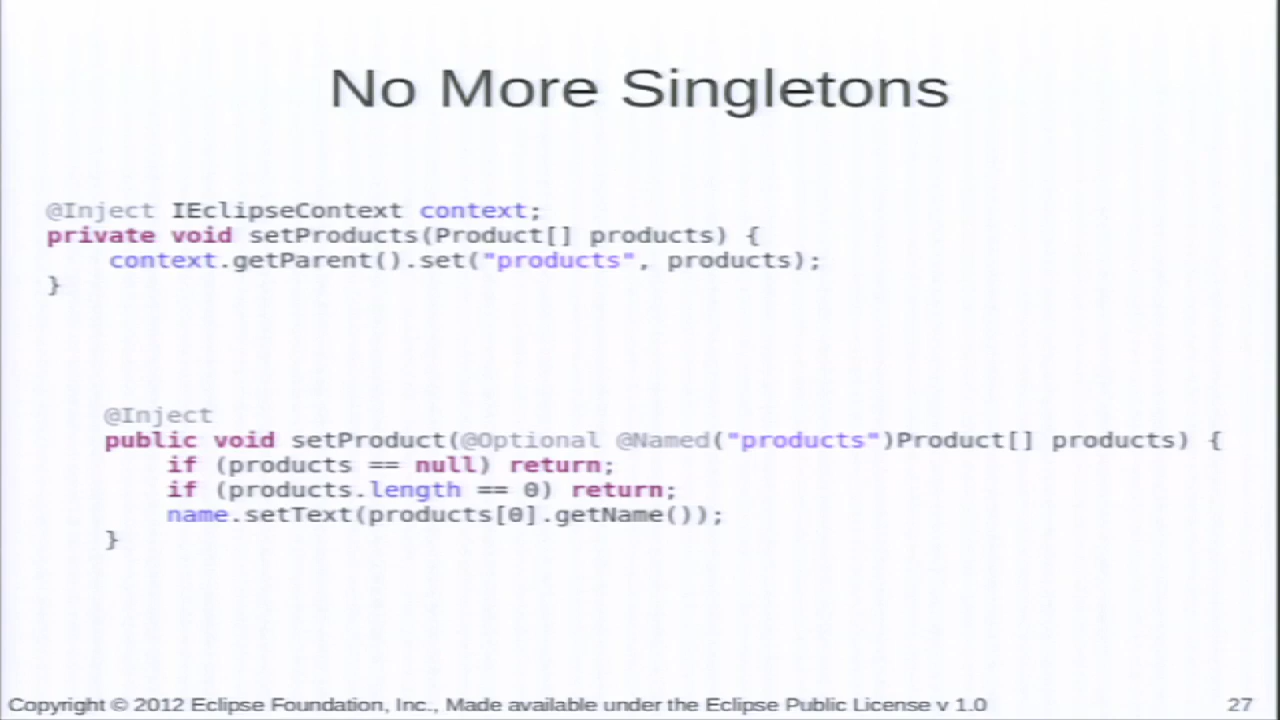 No More Singletons
@Inject IEclipseContext context;
private void setProducts(Product[] products) {
    context.getParent().set("products", products);
}
@Inject
public void setProduct(@Optional @Named("products")Product[] products) {
    if (products == null) return;
    if (products.length == 0) return;
    name.setText(products[0].getName());
}
Copyright © 2012 Eclipse Foundation, Inc., Made available under the Eclipse Public License v 1.0
27